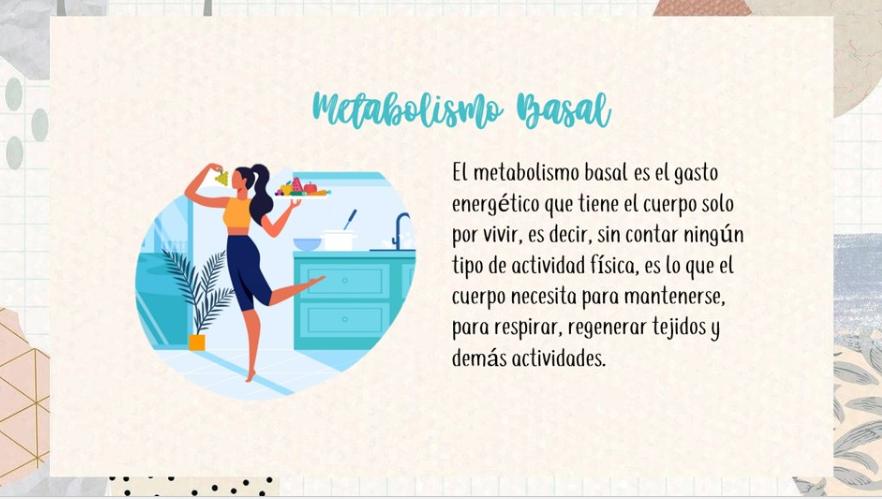 Metabolismo Basal
El metabolismo basal es el gasto
energético que tiene el cuerpo solo
por vivir, es decir, sin contar ningún
tipo de actividad física, es lo que el
cuerpo necesita para mantenerse,
para respirar, regenerar tejidos y
demás actividades.